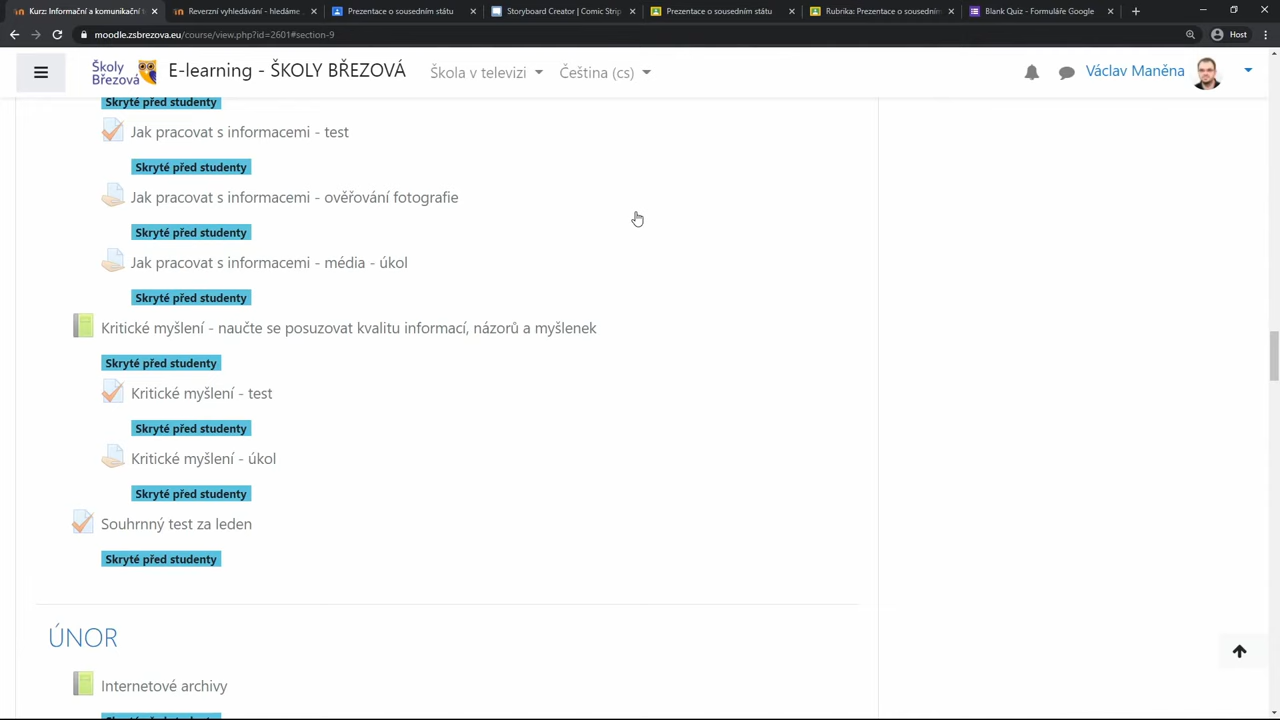 Kurz: Informační a komunikační t
Reverzní vyhledávání - hledáme
Prezentace o sousedním státu
Storyboard Creator | Comic Strip
Prezentace o sousedním státu
Rubrika: Prezentace o sousední
Blank Quiz - Formuláře Google
moodle.zsbrezova.eu/course/view.php?id=2601#section-9
Host
Školy
Březová
E-learning - ŠKOLY BŘEZOVÁ
Škola v televizi
Čeština (cs)
Václav Maněna
Skryté před studenty
Jak pracovat s informacemi - test
Skryté před studenty
Jak pracovat s informacemi - ověřování fotografie
Skryté před studenty
Jak pracovat s informacemi - média - úkol
Skryté před studenty
Kritické myšlení - naučte se posuzovat kvalitu informací, názorů a myšlenek
Skryté před studenty
Kritické myšlení - test
Skryté před studenty
Kritické myšlení - úkol
Skryté před studenty
Souhrnný test za leden
Skryté před studenty
ÚNOR
Internetové archivy